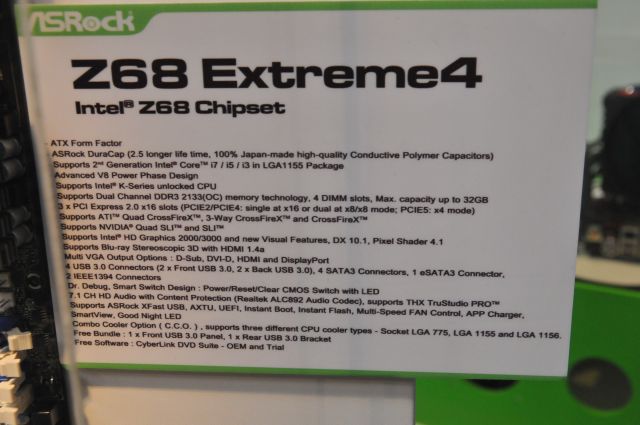 ASRock
Z68 Extreme4
Intel® Z68 Chipset
ATX Form Factor
ASRock DuraCap (2.5 longer life time, 100% Japan-made high-quality Conductive Polymer Capacitors)
Supports 2nd Generation Intel® Core™ i7 / i5 / i3 in LGA1155 Package
Advanced V8 Power Phase Design
Supports Intel® K-Series unlocked CPU
Supports Dual Channel DDR3 2133(OC) memory technology, 4 DIMM slots, Max. capacity up to 32GB
3 x PCI Express 2.0 x16 slots (PCIE2/PCIE4: single at x16 or dual at x8/x8 mode; PCIE5: x4 mode)
Supports ATI™ Quad CrossFireX™, 3-Way CrossFireX™ and CrossFireX™
Supports NVIDIA® Quad SLI™ and SLI™
Supports Intel® HD Graphics 2000/3000 and new Visual Features, DX 10.1, Pixel Shader 4.1
Supports Blu-ray Stereoscopic 3D with HDMI 1.4a
Multi VGA Output Options : D-Sub, DVI-D, HDMI and DisplayPort
4 USB 3.0 Connectors (2 x Front USB 3.0, 2 x Back USB 3.0), 4 SATA3 Connectors, 1 eSATA3 Connector,
2 IEEE1394 Connectors
Dr. Debug, Smart Switch Design : Power/Reset/Clear CMOS Switch with LED
7.1 CH HD Audio with Content Protection (Realtek ALC892 Audio Codec), supports THX TruStudio PRO™
Supports ASRock XFast USB, AXTU, UEFI, Instant Boot, Instant Flash, Multi-Speed FAN Control, APP Charger,
SmartView, Good Night LED
Combo Cooler Option ( C.C.O. ) , supports three different CPU cooler types - Socket LGA 775, LGA 1155 and LGA 1156.
Free Bundle : 1 x Front USB 3.0 Panel, 1 x Rear USB 3.0 Bracket
Free Software : CyberLink DVD Suite - OEM and Trial